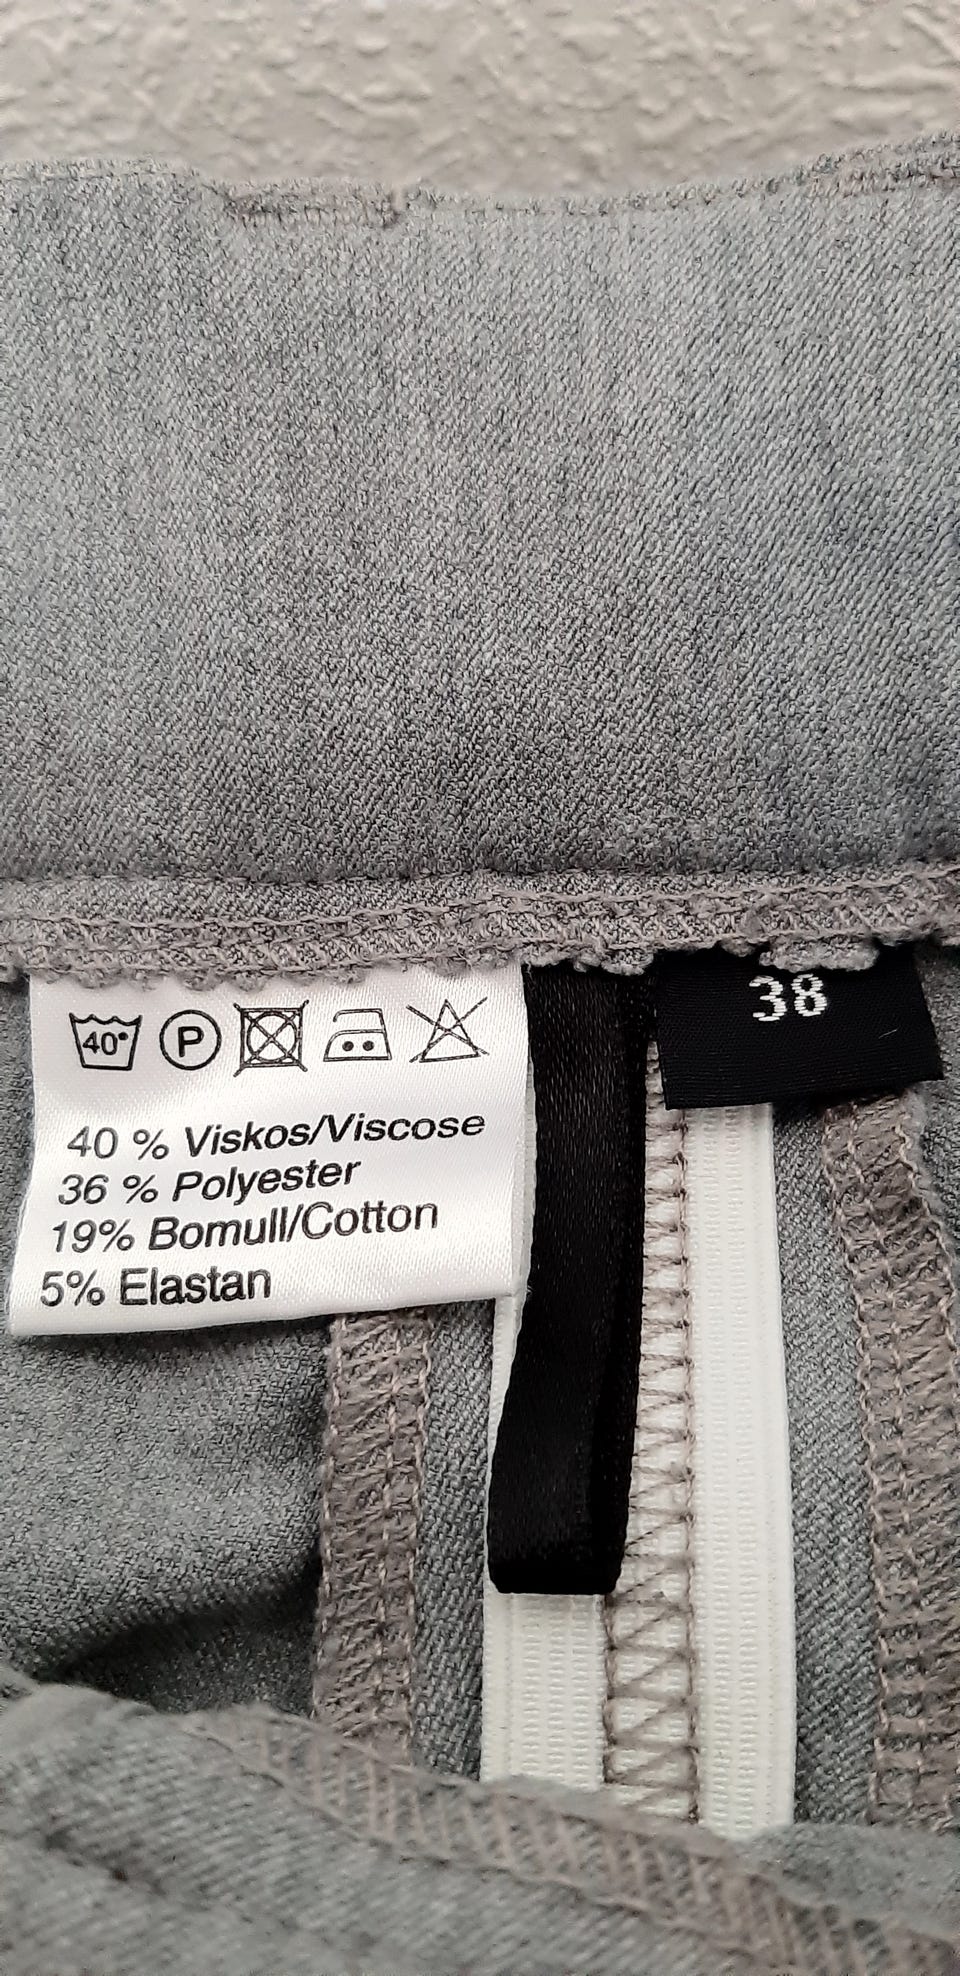 40° P
38
40 % Viskos/Viscose
36 % Polyester
19% Bomull/Cotton
5% Elastan